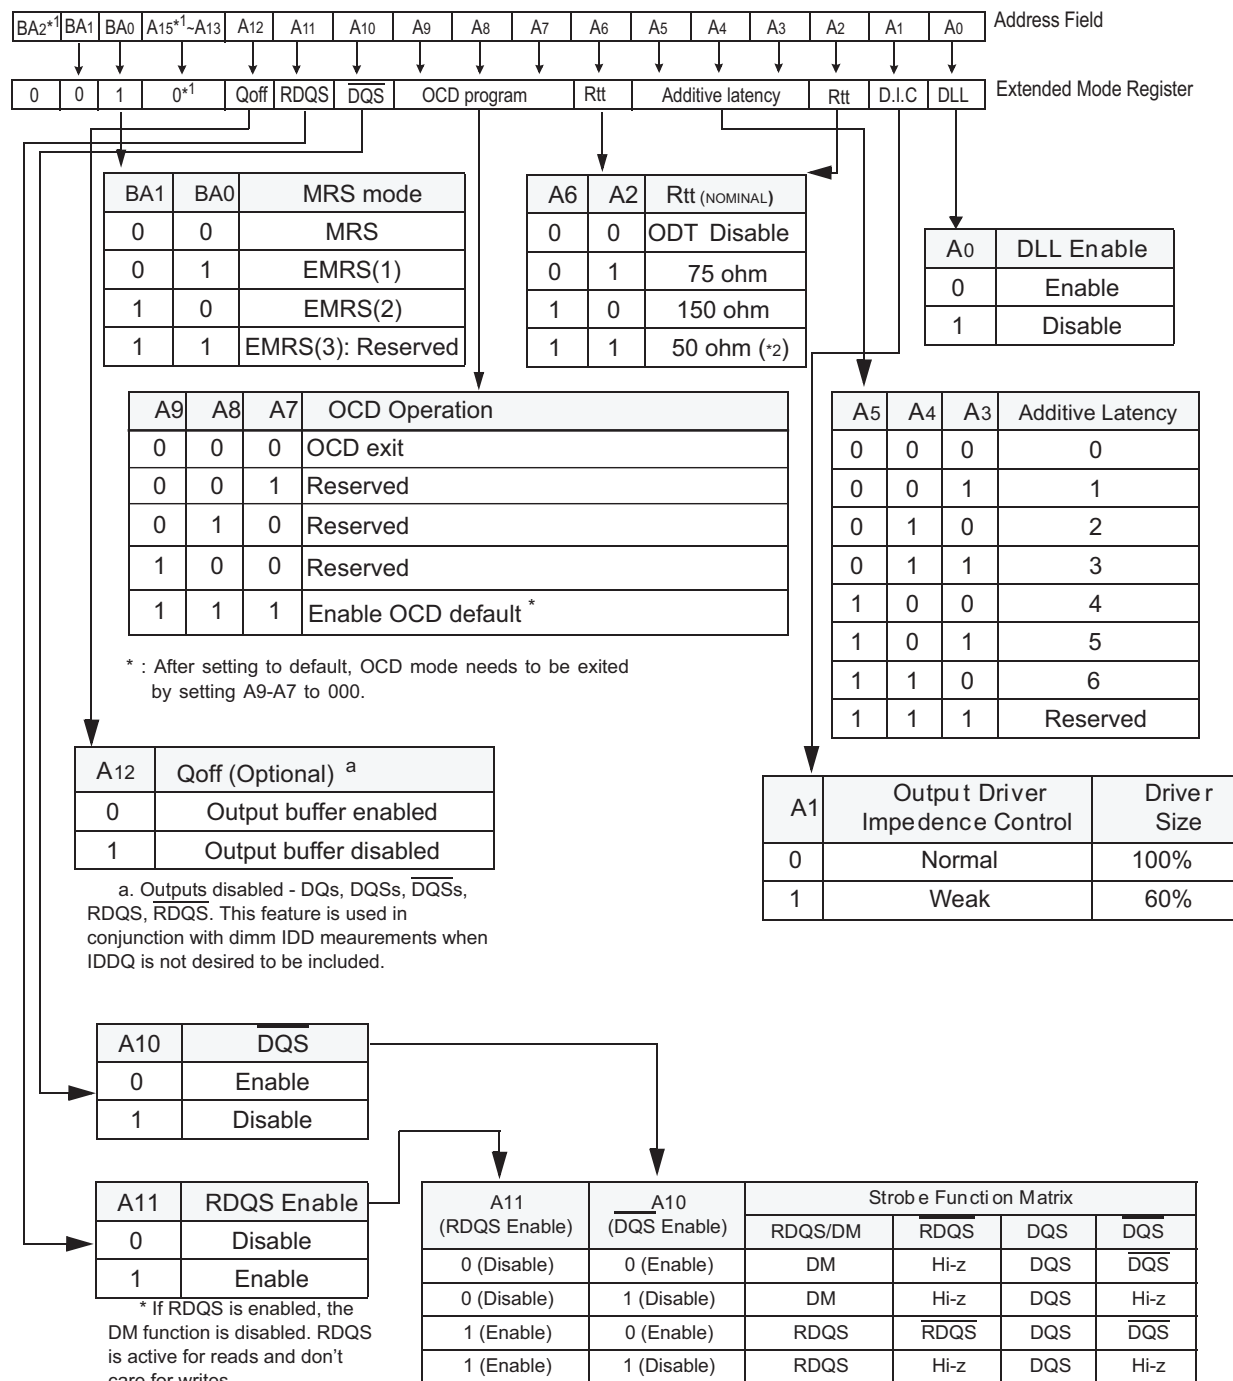 BA2*1 BA1 BA0 A15*1~A13 A12 A11 A10 A9 A8 A7 A6 A5 A4 A3 A2 A1 A0 Address Field
0 0 1 0*1 Qoff RDQS DQS OCD program Rtt Additive latency Rtt D.I.C DLL Extended Mode Register
BA1 BA0 MRS mode
0 0 MRS
0 1 EMRS(1)
1 0 EMRS(2)
1 1 EMRS(3): Reserved
A6 A2 Rtt (NOMINAL)
0 0 ODT Disable
0 1 75 ohm
1 0 150 ohm
1 1 50 ohm (*2)
A0 DLL Enable
0 Enable
1 Disable
A9 A8 A7 OCD Operation
0 0 0 OCD exit
0 0 1 Reserved
0 1 0 Reserved
1 0 0 Reserved
1 1 1 Enable OCD default *
* : After setting to default, OCD mode needs to be exited
by setting A9-A7 to 000.
A5 A4 A3 Additive Latency
0 0 0 0
0 0 1 1
0 1 0 2
0 1 1 3
1 0 0 4
1 0 1 5
1 1 0 6
1 1 1 Reserved
A12 Qoff (Optional) a
0 Output buffer enabled
1 Output buffer disabled
a. Outputs disabled - DQs, DQSs, DQSs,
RDQS, RDQS. This feature is used in
conjunction with dimm IDD meaurements when
IDDQ is not desired to be included.
A1 Output Driver Impedence Control Driver Size
0 Normal 100%
1 Weak 60%
A10 DQS
0 Enable
1 Disable
A11 RDQS Enable
0 Disable
1 Enable
* If RDQS is enabled, the
DM function is disabled. RDQS
is active for reads and don't
care for writes.
A11 (RDQS Enable) A10 (DQS Enable) Strobe Function Matrix
RDQS/DM RDQS DQS DQS
0 (Disable) 0 (Enable) DM Hi-z DQS DQS
0 (Disable) 1 (Disable) DM Hi-z DQS Hi-z
1 (Enable) 0 (Enable) RDQS RDQS DQS DQS
1 (Enable) 1 (Disable) RDQS Hi-z DQS Hi-z